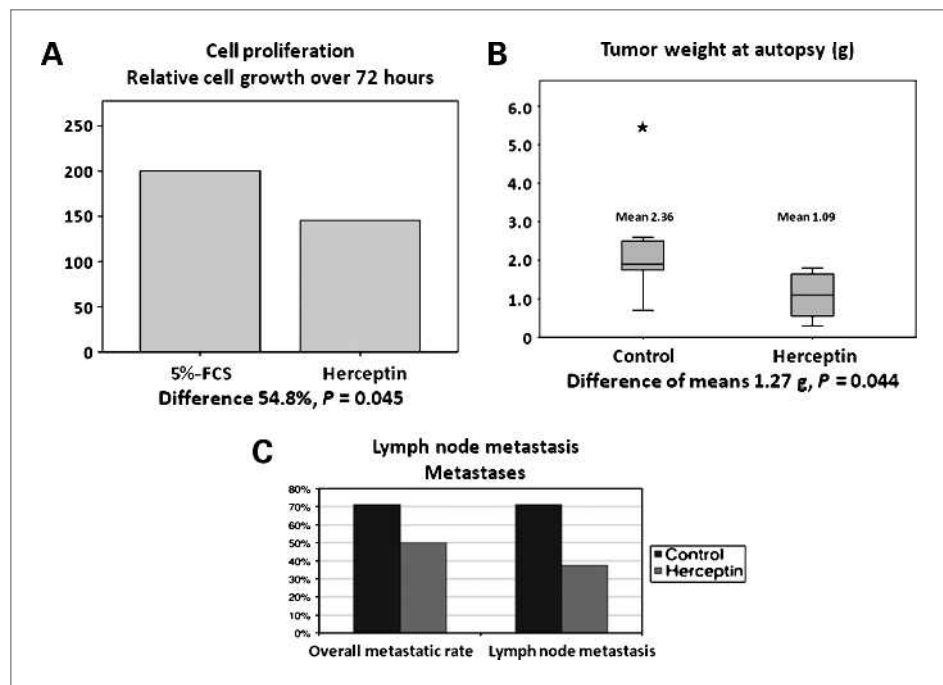 A
Cell proliferation
Relative cell growth over 72 hours
250
200
150
100
50
0
5%-FCS Herceptin
Difference 54.8%, P = 0.045
B
Tumor weight at autopsy (g)
6.0
5.0
4.0
3.0
2.0
1.0
0
Mean 2.36 Mean 1.09
Control Herceptin
Difference of means 1.27 g, P = 0.044
C
Lymph node metastasis
Metastases
80%
70%
60%
50%
40%
30%
20%
10%
0%
Overall metastatic rate Lymph node metastasis
Control
Herceptin